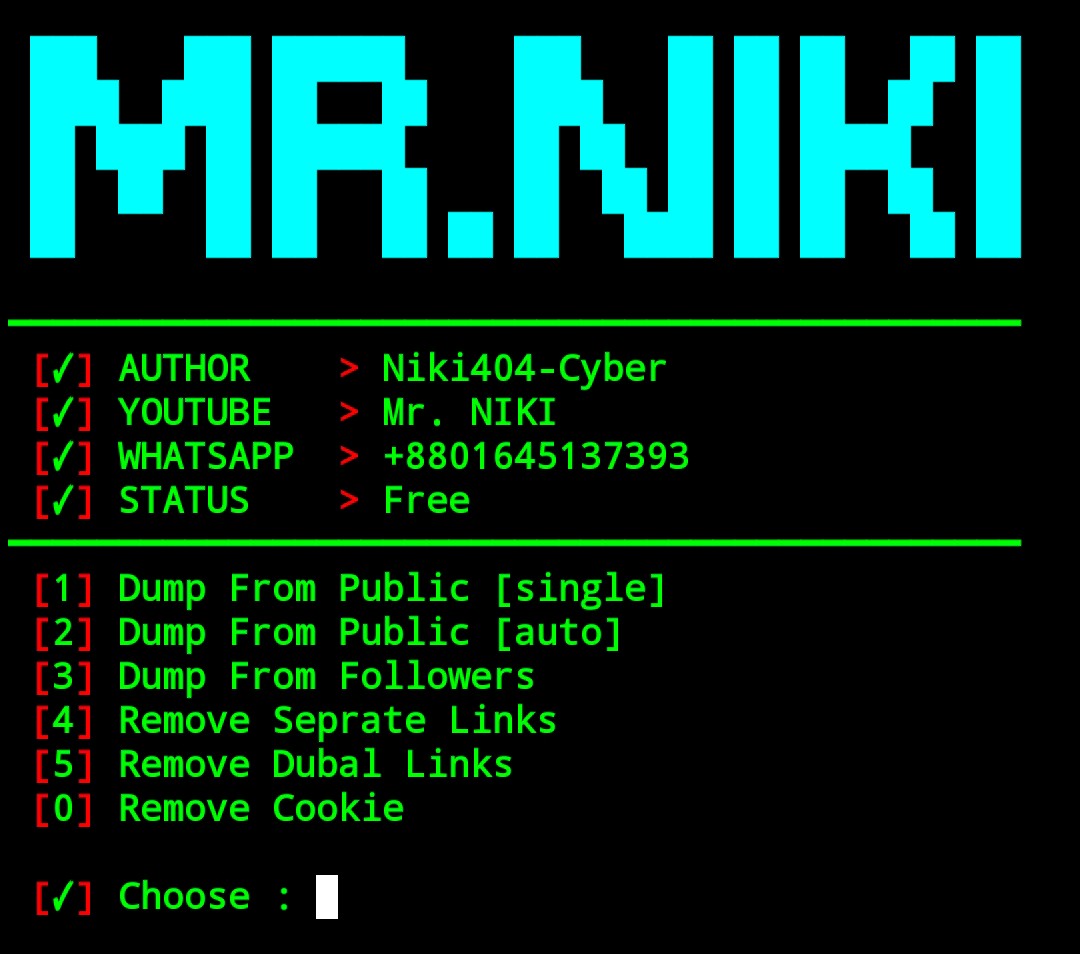 MR.NIKI
[✓] AUTHOR > Niki404-Cyber
[✓] YOUTUBE > Mr. NIKI
[✓] WHATSAPP > +8801645137393
[✓] STATUS > Free
[1] Dump From Public [single]
[2] Dump From Public [auto]
[3] Dump From Followers
[4] Remove Seprate Links
[5] Remove Dubal Links
[0] Remove Cookie
[✓] Choose :